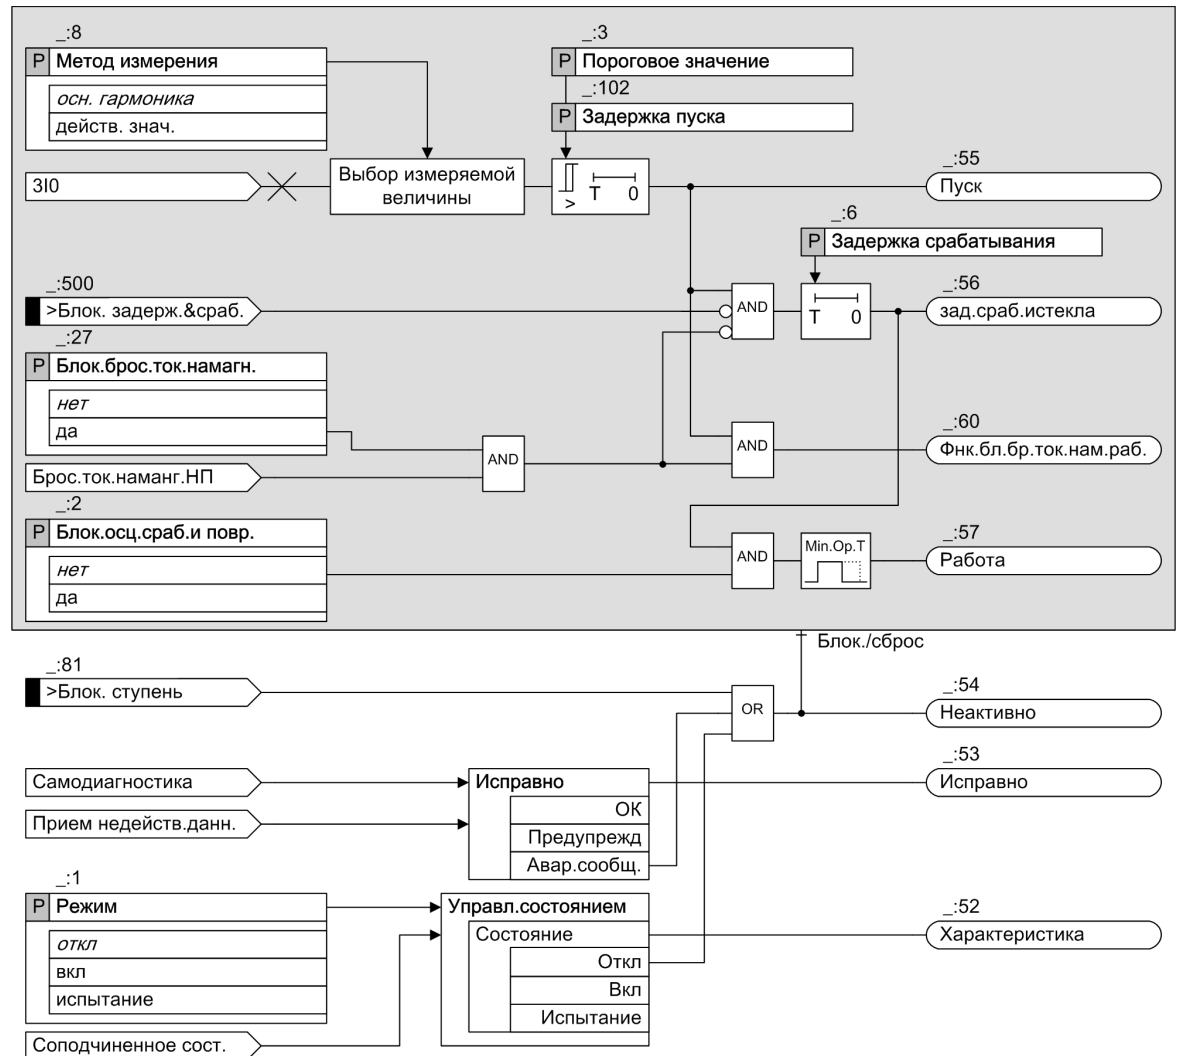 _:8
P Метод измерения
осн. гармоника
действ. знач.
_:3
P Пороговое значение
_:102
P Задержка пуска
3I0
Выбор измеряемой
величины
> T 0
_:55
Пуск
_:6
P Задержка срабатывания
_:500
>Блок. задерж.&сраб.
AND
T 0
_:56
зад.сраб.истекла
_:27
P Блок.брос.ток.намагн.
нет
да
Брос.ток.наманг.НП
AND
AND
_:60
Фнк.бл.бр.ток.нам.раб.
_:2
P Блок.осц.сраб.и повр.
нет
да
AND
Min.Op.T
_:57
Работа
Блок./сброс
_:81
>Блок. ступень
OR
_:54
Неактивно
Самодиагностика
Прием недейств.данн.
Исправно
ОК
Предупрежд
Авар.сообщ.
_:53
Исправно
_:1
P Режим
откл
вкл
испытание
Соподчиненное сост.
Управл.состоянием
Состояние
Откл
Вкл
Испытание
_:52
Характеристика